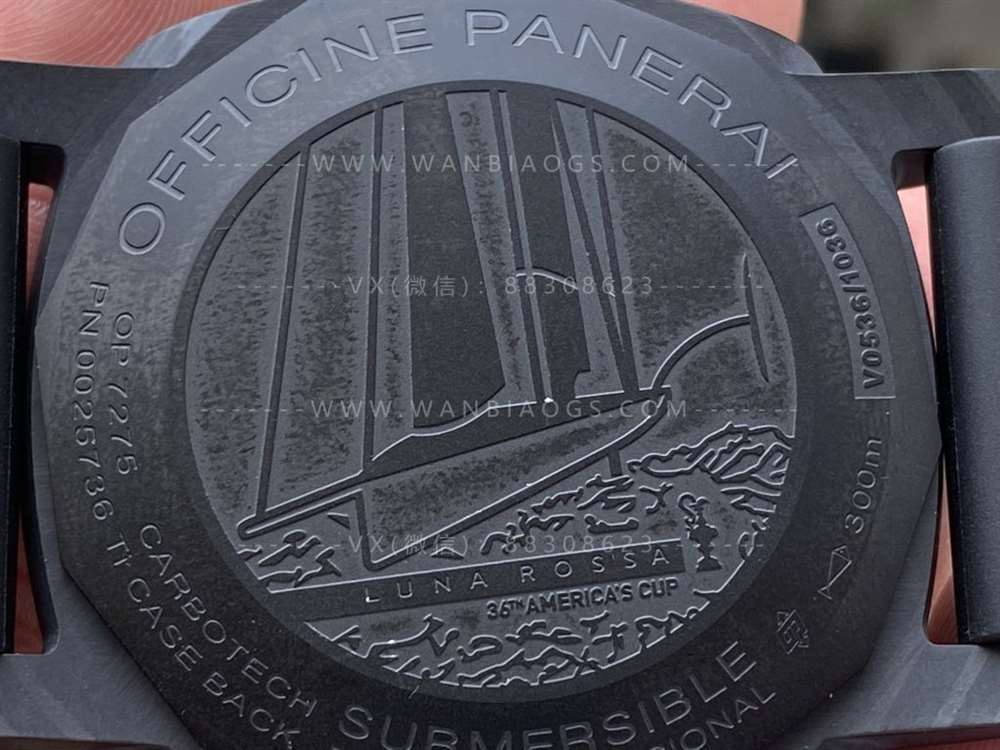 OFFICINE PANERAI
WWW.WANBIAOGS.COM
V0536/1036
VX(微信): 88308623
OP 7275
PN 0025736 TI CASE BACK
WWW.WANBIAOGS.COM
300m
CARBOTECH
VX(微信): 88308623
LUNA ROSSA
36TH AMERICA'S CUP
SUBMERSIBLE